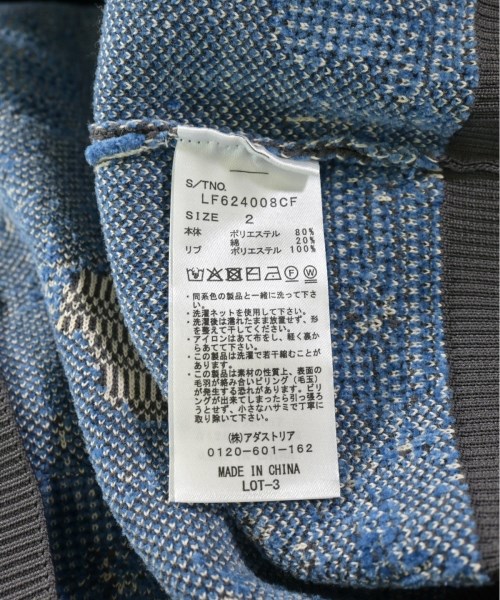 S/TNO.
LF624008CF
SIZE 2
本体 ポリエステル 80%
綿 20%
リブ ポリエステル 100%
・同系色の製品と一緒に洗って下さ
い。
・洗濯ネットを使用して下さい。
・洗濯後は濡れたまま放置せず、形
を整えて干してください。
・アイロンはあて布をし、軽く裏か
らあてて下さい。
・この製品は洗濯で若干縮むことが
あります。
・この製品は素材の性質上、表面の
毛羽が絡み合いピリング(毛玉)
が発生する恐れがあります。ピリ
ングが出来てしまったら引っ張ろ
うとせず、小さなハサミで丁寧に
取り除いて下さい。
(株)アダストリア
0120-601-162
MADE IN CHINA
LOT-3